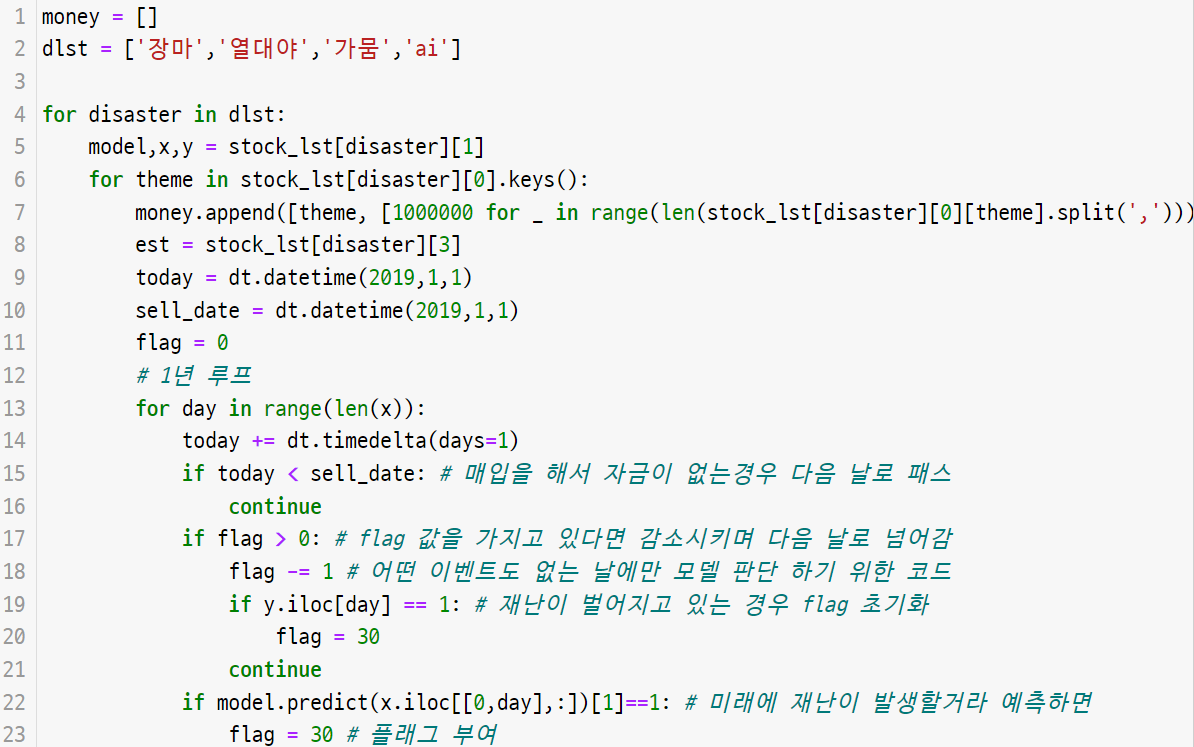 1 money = []
2 dlst = ['장마','열대야','가뭄','ai']
3
4 for disaster in dlst:
5     model,x,y = stock_lst[disaster][1]
6     for theme in stock_lst[disaster][0].keys():
7         money.append([theme, [1000000 for _ in range(len(stock_lst[disaster][0][theme].split(',')))
8         est = stock_lst[disaster][3]
9         today = dt.datetime(2019,1,1)
10         sell_date = dt.datetime(2019,1,1)
11         flag = 0
12         # 1년 루프
13         for day in range(len(x)):
14             today += dt.timedelta(days=1)
15             if today < sell_date: # 매입을 해서 자금이 없는경우 다음 날로 패스
16                 continue
17             if flag > 0: # flag 값을 가지고 있다면 감소시키며 다음 날로 넘어감
18                 flag -= 1 # 어떤 이벤트도 없는 날에만 모델 판단 하기 위한 코드
19                 if y.iloc[day] == 1: # 재난이 벌어지고 있는 경우 flag 초기화
20                     flag = 30
21                 continue
22             if model.predict(x.iloc[[0,day],:])[1]==1: # 미래에 재난이 발생할거라 예측하면
23                 flag = 30 # 플래그 부여